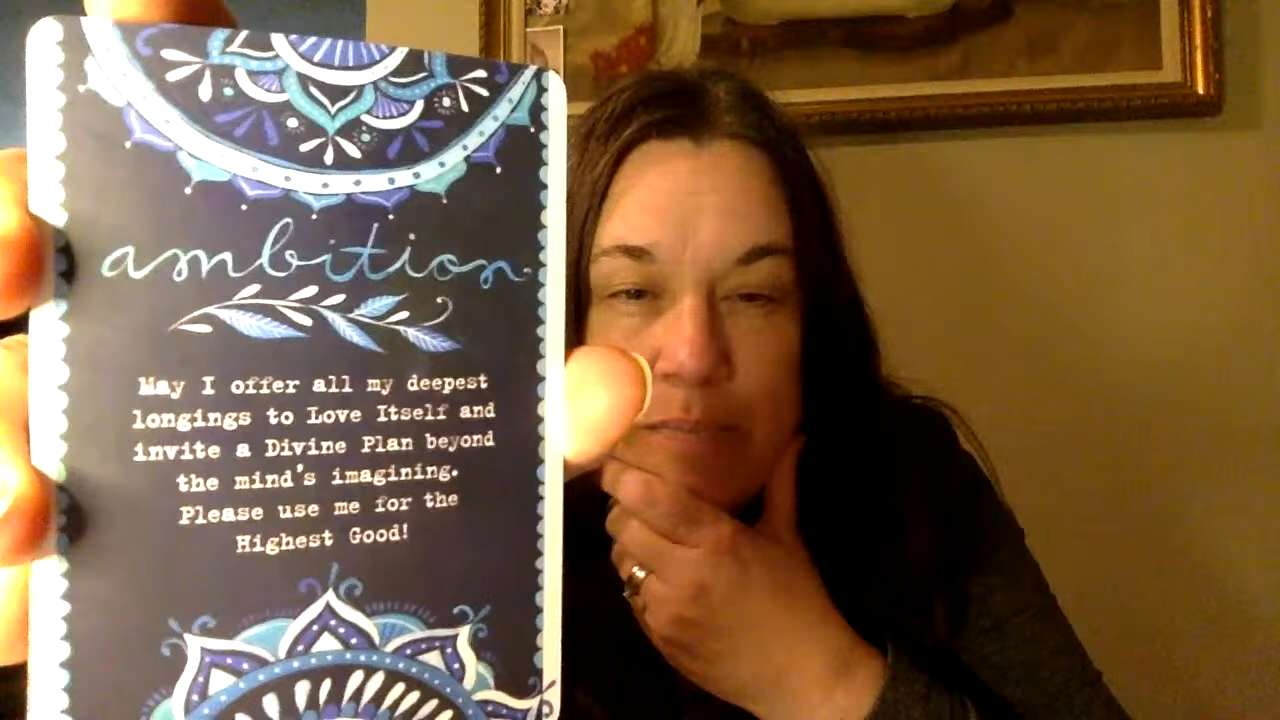 ambition
May I offer all my deepest
longings to Love Itself and
invite a Divine Plan beyond
the mind's imagining.
Please use me for the
Highest Good!